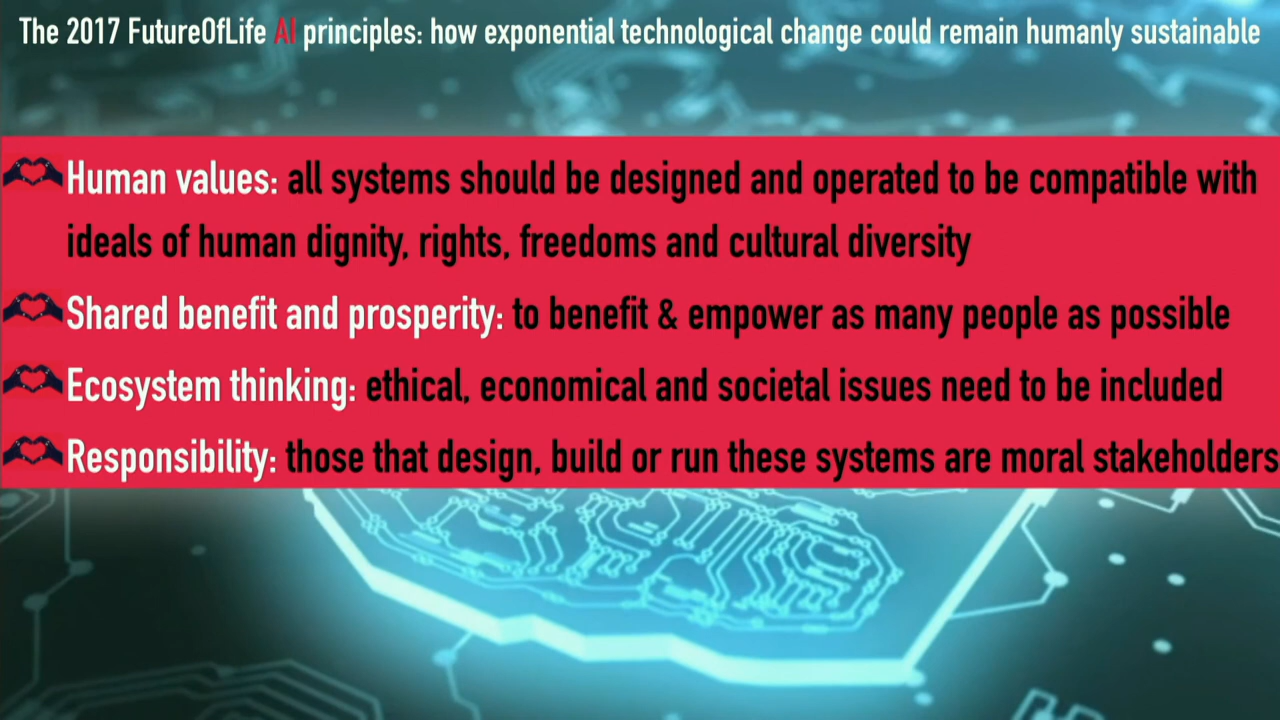 The 2017 FutureOfLife AI principles: how exponential technological change could remain humanly sustainable
Human values: all systems should be designed and operated to be compatible with
ideals of human dignity, rights, freedoms and cultural diversity
Shared benefit and prosperity: to benefit & empower as many people as possible
Ecosystem thinking: ethical, economical and societal issues need to be included
Responsibility: those that design, build or run these systems are moral stakeholders